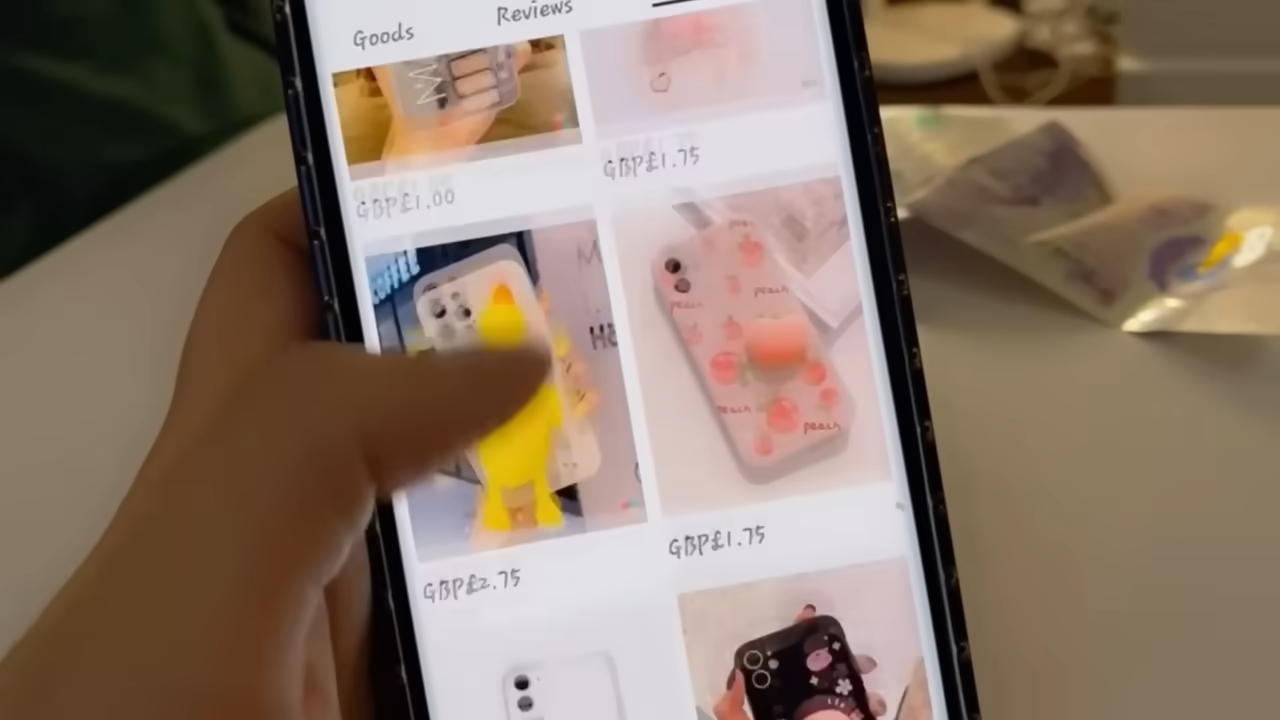 Goods
Reviews
GBP£1.00
GBP£1.75
COFFEE
peach
peach
peach
peach
GBP£2.75
GBP£1.75